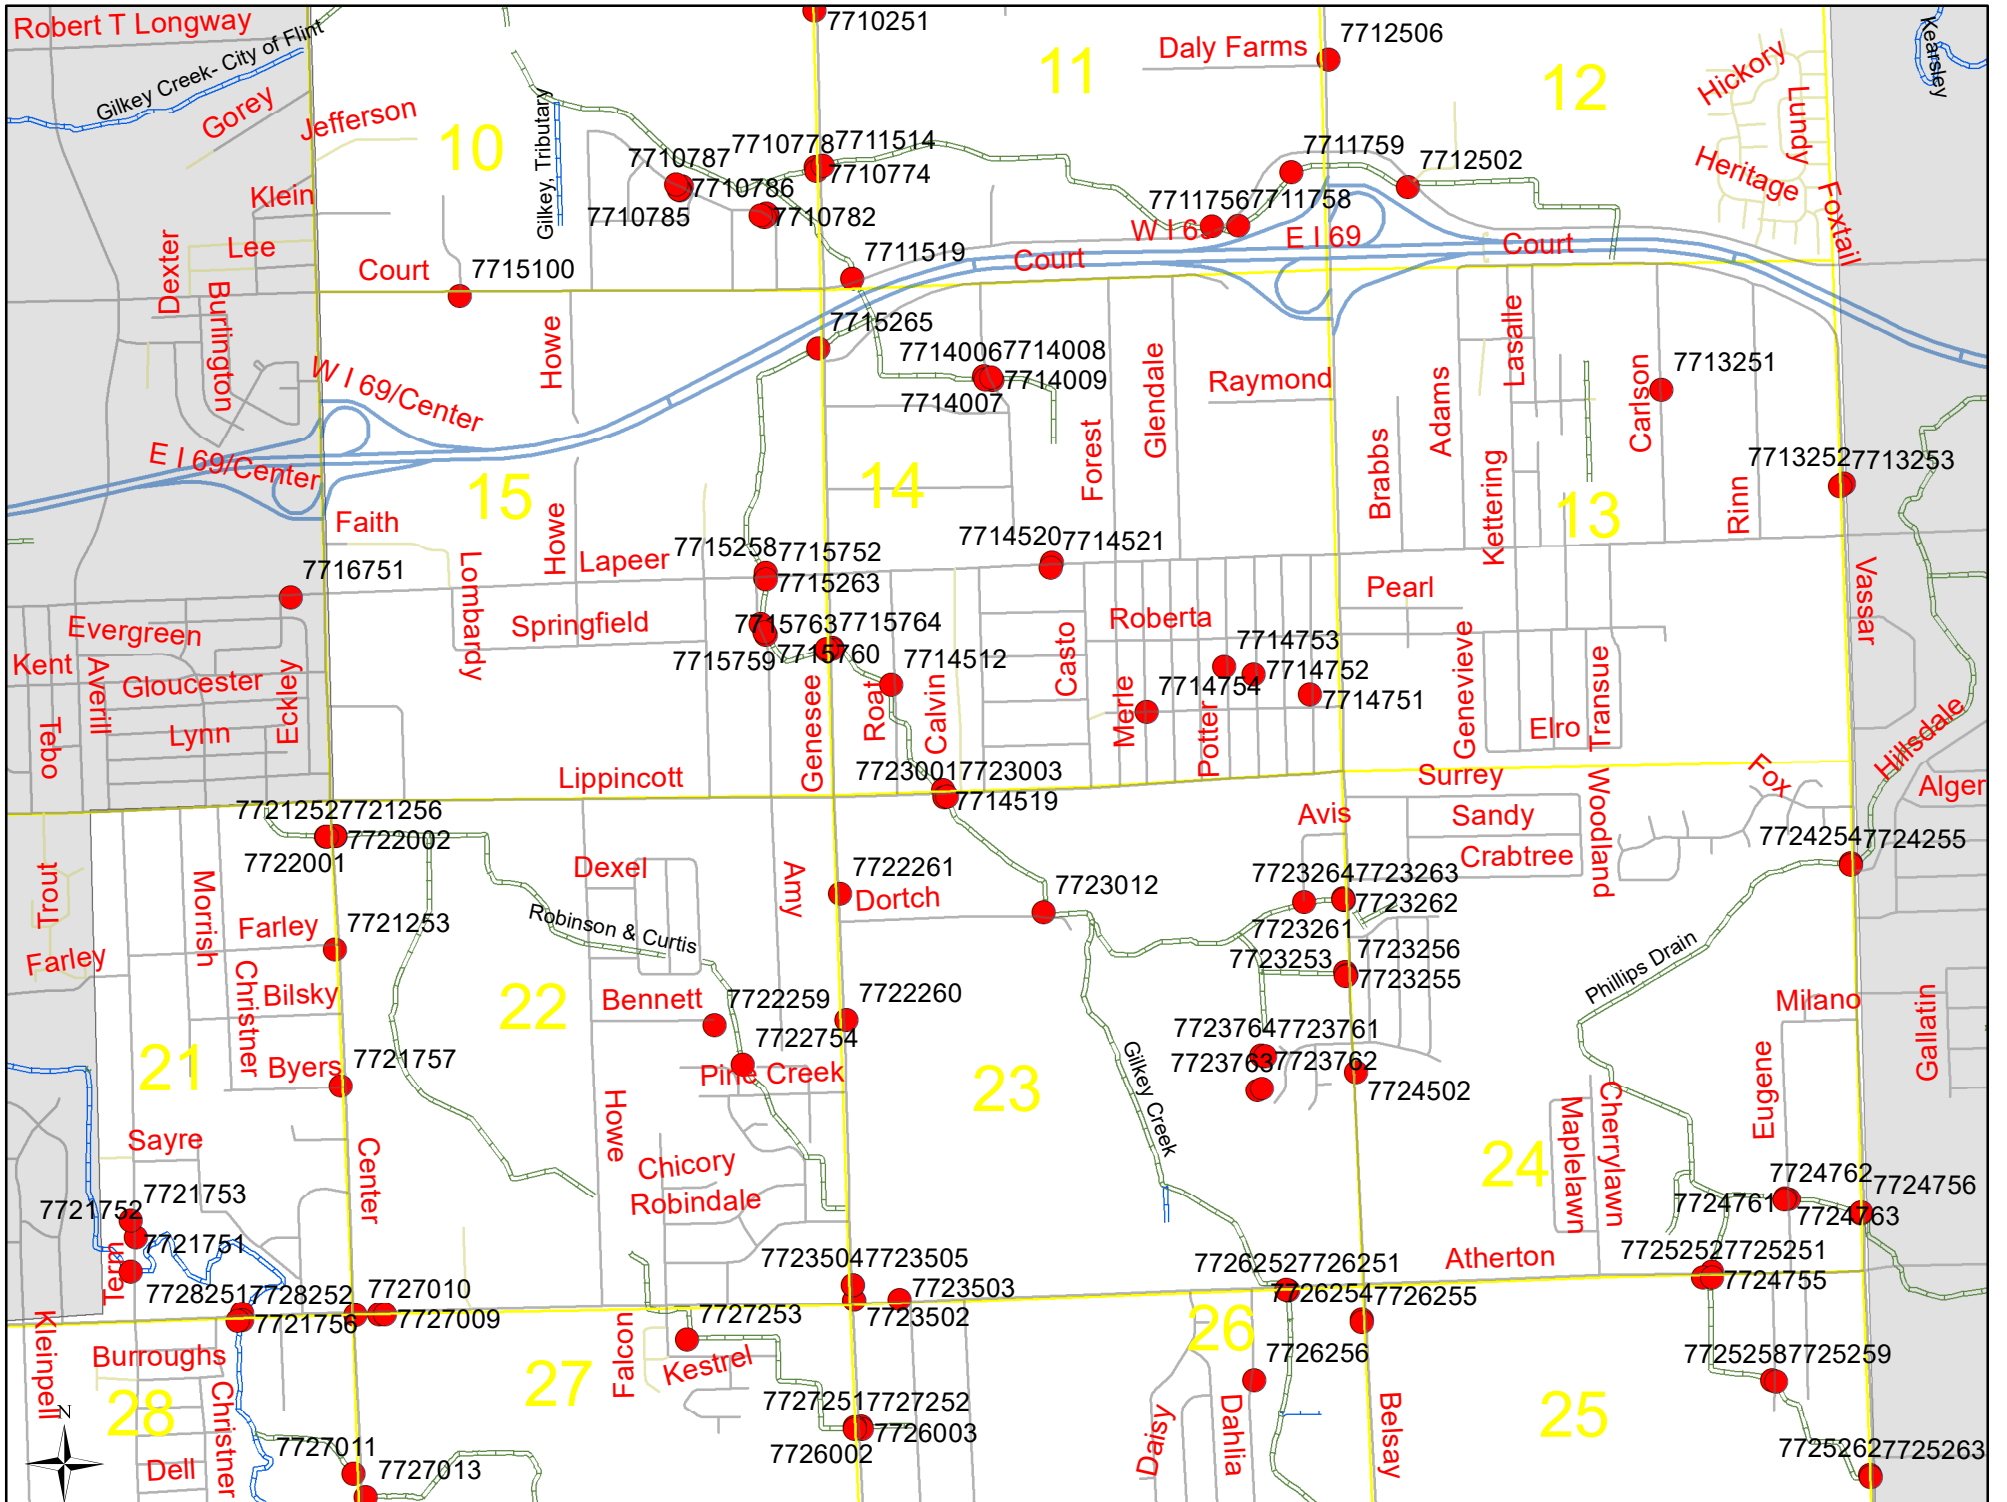 Robert T Longway
Gilkey Creek- City of Flint
Gorey
Jefferson
Klein
Lee
Dexter
Burlington
Court
7715100
10
Gilkey, Tributary
7710251
11
Daly Farms
7712506
12
Hickory
Lundy
Heritage
Foxtail
Kearsley
7710787
7710778
7711514
7710774
7710786
7710785
7710782
7711519
7711759
7712502
7711756
7711758
W I 6
E I 69
Court
Court
Howe
7715265
7714006
7714008
7714009
7714007
Forest
Glendale
Raymond
Brabbs
Adams
Lasalle
Kettering
Carlson
7713251
Rinn
7713252
7713253
13
14
15
W I 69/Center
E I 69/Center
Faith
Howe
Lapeer
Lombardy
Springfield
7716751
Evergreen
Kent
Averill
Gloucester
Eckley
Lynn
Tebo
7715258
7715752
7715263
7715763
7715764
7715759
7715760
7714512
7714520
7714521
Genesee
Roat
Calvin
Casto
Roberta
Merle
Potter
7714753
7714752
7714754
7714751
Pearl
Genevieve
Elro
Transne
Vassar
Hillsdale
Alger
Lippincott
7723001
7723003
7714519
Surrey
Sandy
Crabtree
Woodland
Fox
Avis
7721252
7721256
7722002
7722001
Trout
Morrish
Farley
Farley
7721253
Christner
Bilsky
Byers
7721757
21
22
Dexel
Robinson & Curtis
Amy
7722261
Dortch
7723012
7723264
7723263
7723262
7723261
7723256
7723253
7723255
7724254
7724255
Phillips Drain
Milano
Gallatin
Eugene
Bennett
7722259
7722260
7722754
Pine Creek
Howe
23
Gilkey Creek
7723764
7723761
7723763
7723762
7724502
24
Maplelawn
Cherrylawn
Sayre
Center
Chicory
Robindale
7721753
7721752
7721751
Term
7728251
7728252
7721756
7727010
7727009
7724762
7724756
7724761
7724763
7725252
7725251
7724755
Atherton
7723504
7723505
7723503
7723502
7726252
7726251
7726254
7726255
7726256
26
Kleinpell
Burroughs
28
Christner
Dell
N
7727011
7727013
27
Falcon
7727253
Kestrel
7727251
7727252
7726003
7726002
Daisy
Dahlia
Belsay
25
7725258
7725259
7725262
7725263